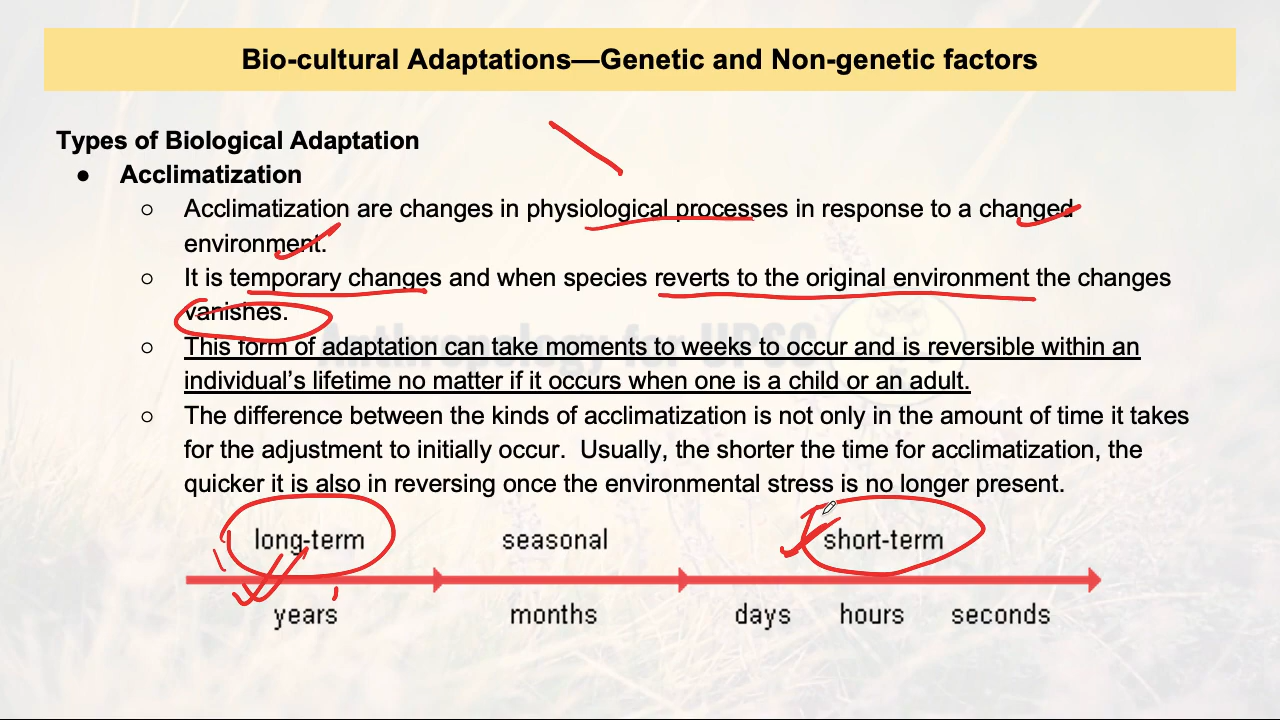 Bio-cultural Adaptations—Genetic and Non-genetic factors
Types of Biological Adaptation
● Acclimatization
○ Acclimatization are changes in physiological processes in response to a changed
environment.
○ It is temporary changes and when species reverts to the original environment the changes
vanishes.
Anthropology for UPSC
○ This form of adaptation can take moments to weeks to occur and is reversible within an
individual’s lifetime no matter if it occurs when one is a child or an adult.
○ The difference between the kinds of acclimatization is not only in the amount of time it takes
for the adjustment to initially occur.  Usually, the shorter the time for acclimatization, the
quicker it is also in reversing once the environmental stress is no longer present.
long-term seasonal short-term
years months days hours seconds